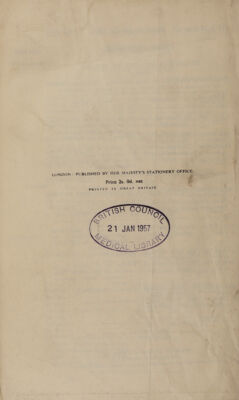 LONDON: PUBLISHED BY HER MAJESTY'S STATIONERY OFFICE
Price 2s. 0d. net
PRINTED IN GREAT BRITAIN
BRITISH COUNCIL
21 JAN 1957
MEDICAL LIBRARY